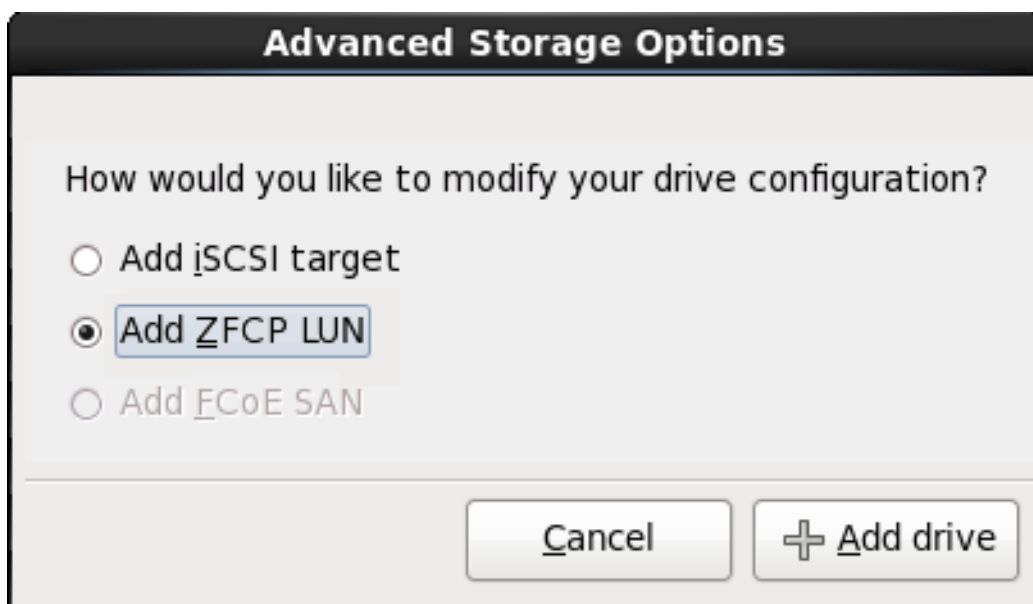 Advanced Storage Options
How would you like to modify your drive configuration?
Add iSCSI target
Add ZFCP LUN
Add FCoE SAN
Cancel
Add drive